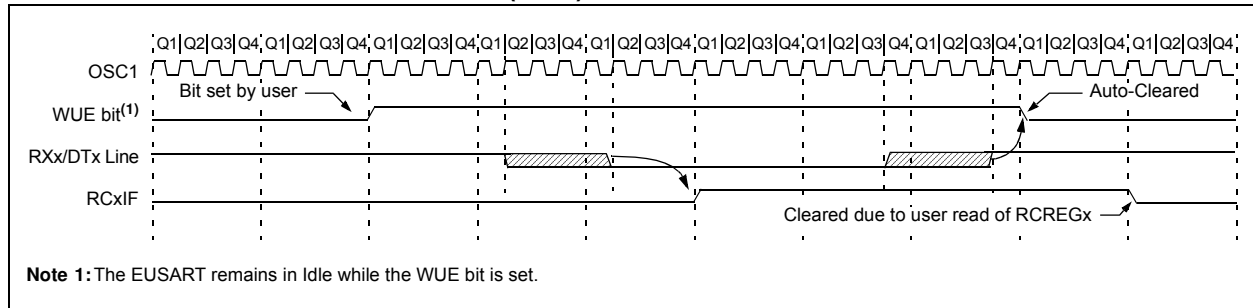 Q1 Q2 Q3 Q4 Q1 Q2 Q3 Q4 Q1 Q2 Q3 Q4 Q1 Q2 Q3 Q4 Q1 Q2 Q3 Q4 Q1 Q2 Q3 Q4 Q1 Q2 Q3 Q4 Q1 Q2 Q3 Q4 Q1 Q2 Q3 Q4 Q1 Q2 Q3 Q4
OSC1
Bit set by user
Auto-Cleared
WUE bit(1)
RXx/DTx Line
RCxIF
Cleared due to user read of RCREGx
Note 1: The EUSART remains in Idle while the WUE bit is set.